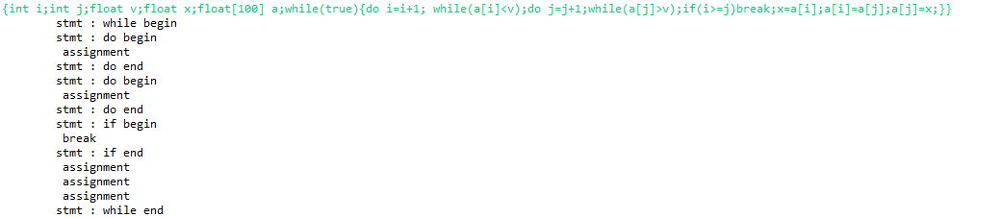 {int i;int j;float v;float x;float[100] a;while(true){do i=i+1; while(a[i]<v);do j=j+1;while(a[j]>v);if(i>=j)break;x=a[i];a[i]=a[j];a[j]=x;}}
stmt : while begin
stmt : do begin
assignment
stmt : do end
stmt : do begin
assignment
stmt : do end
stmt : if begin
break
stmt : if end
assignment
assignment
assignment
stmt : while end